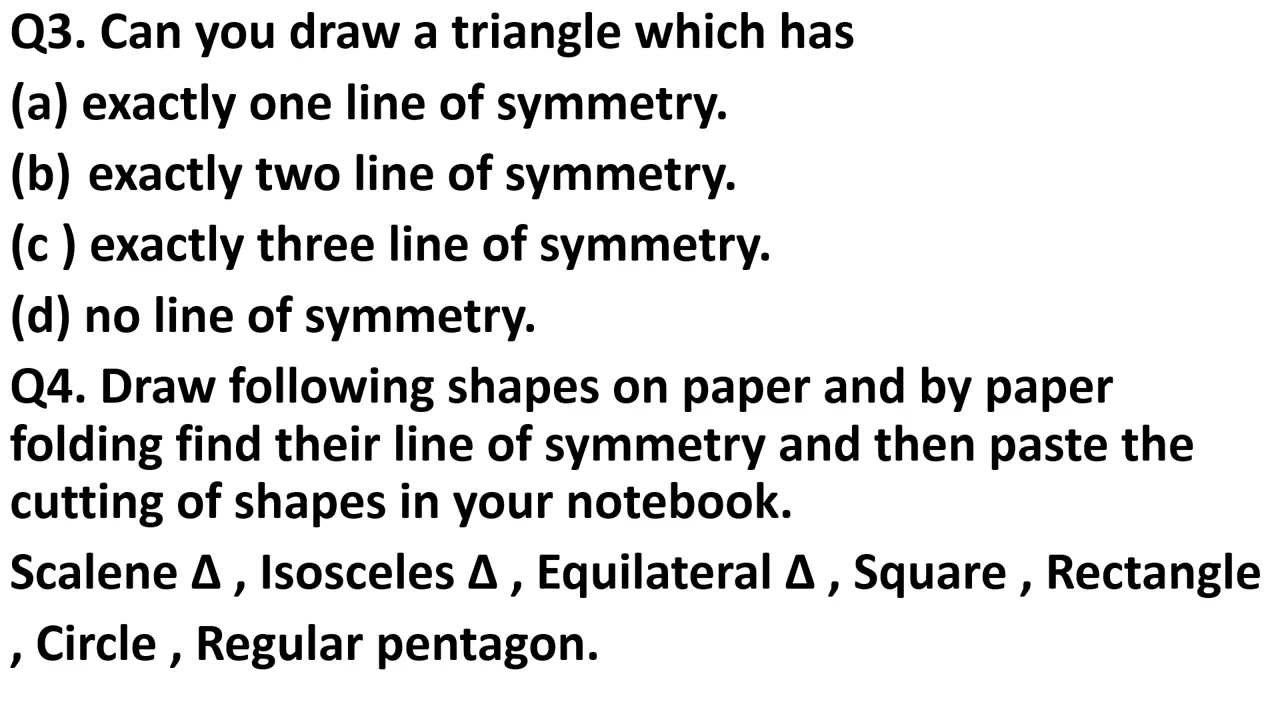 Q3. Can you draw a triangle which has
(a) exactly one line of symmetry.
(b) exactly two line of symmetry.
(c ) exactly three line of symmetry.
(d) no line of symmetry.
Q4. Draw following shapes on paper and by paper
folding find their line of symmetry and then paste the
cutting of shapes in your notebook.
Scalene Δ , Isosceles Δ , Equilateral Δ , Square , Rectangle
, Circle , Regular pentagon.